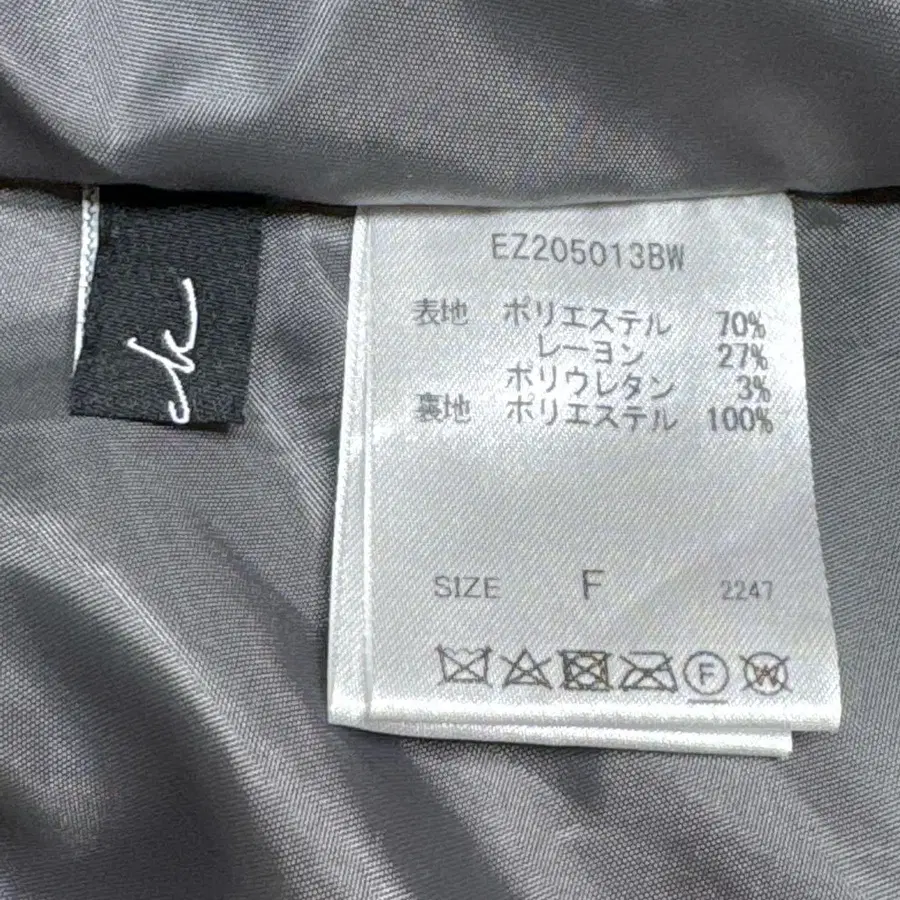 EZ205013BW
表地 ポリエステル 70%
レーヨン 27%
ポリウレタン 3%
裏地 ポリエステル 100%
SIZE F 2247
F W